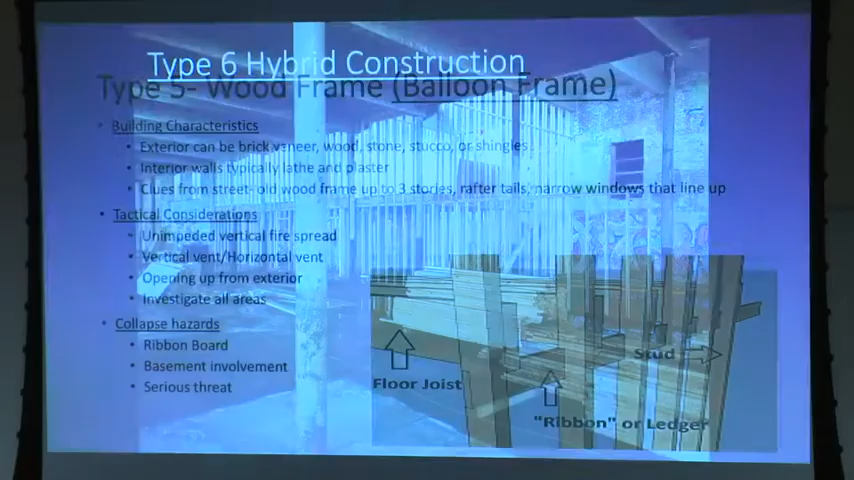 Type 6 Hybrid Construction
Type 5- Wood Frame (Balloon Frame)
• Building Characteristics
• Exterior can be brick veneer, wood, stone, stucco, or shingles
• Interior walls typically lathe and plaster
• Clues from street- old wood frame up to 3 stories, rafter tails, narrow windows that line up
• Tactical Considerations
• Unimpeded vertical fire spread
• Vertical vent/Horizontal vent
• Opening up from exterior
• Investigate all areas
• Collapse hazards
• Ribbon Board
• Basement involvement
• Serious threat
Stud
Floor Joist
"Ribbon" or Ledger